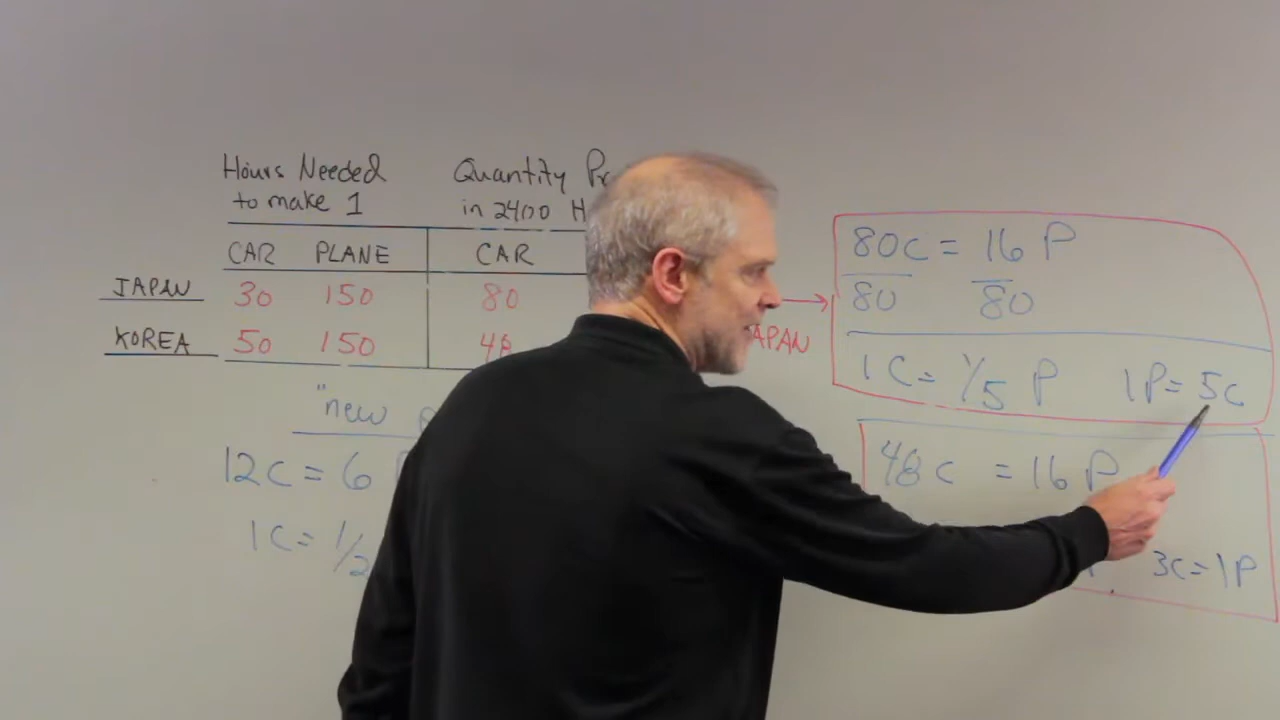 Hours Needed
to make 1
Quantity
in 2400
CAR PLANE CAR
JAPAN 30 150 80
KOREA 50 150 48
"new
12C = 6
1C = 1/2
JAPAN
80C = 16 P
80 80
1 C = 1/5 P 1P = 5C
48 C = 16 P
3C = 1P